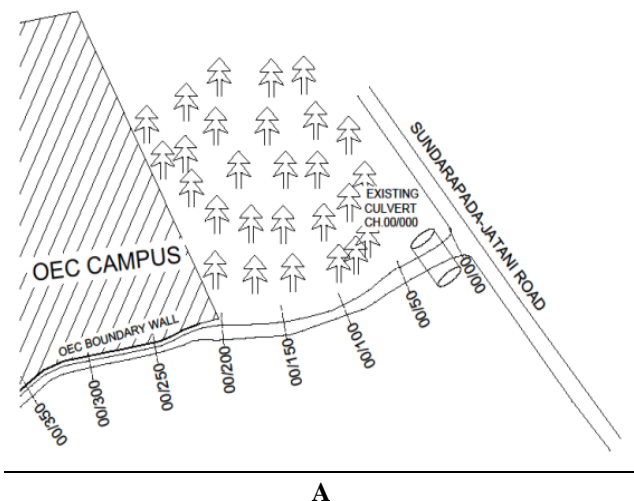 SUNDARAPADA-JATANI ROAD
EXISTING
CULVERT
CH.00/000
OEC CAMPUS
OEC BOUNDARY WALL
00/00
00/50
00/100
00/150
00/200
00/250
00/300
00/350
A